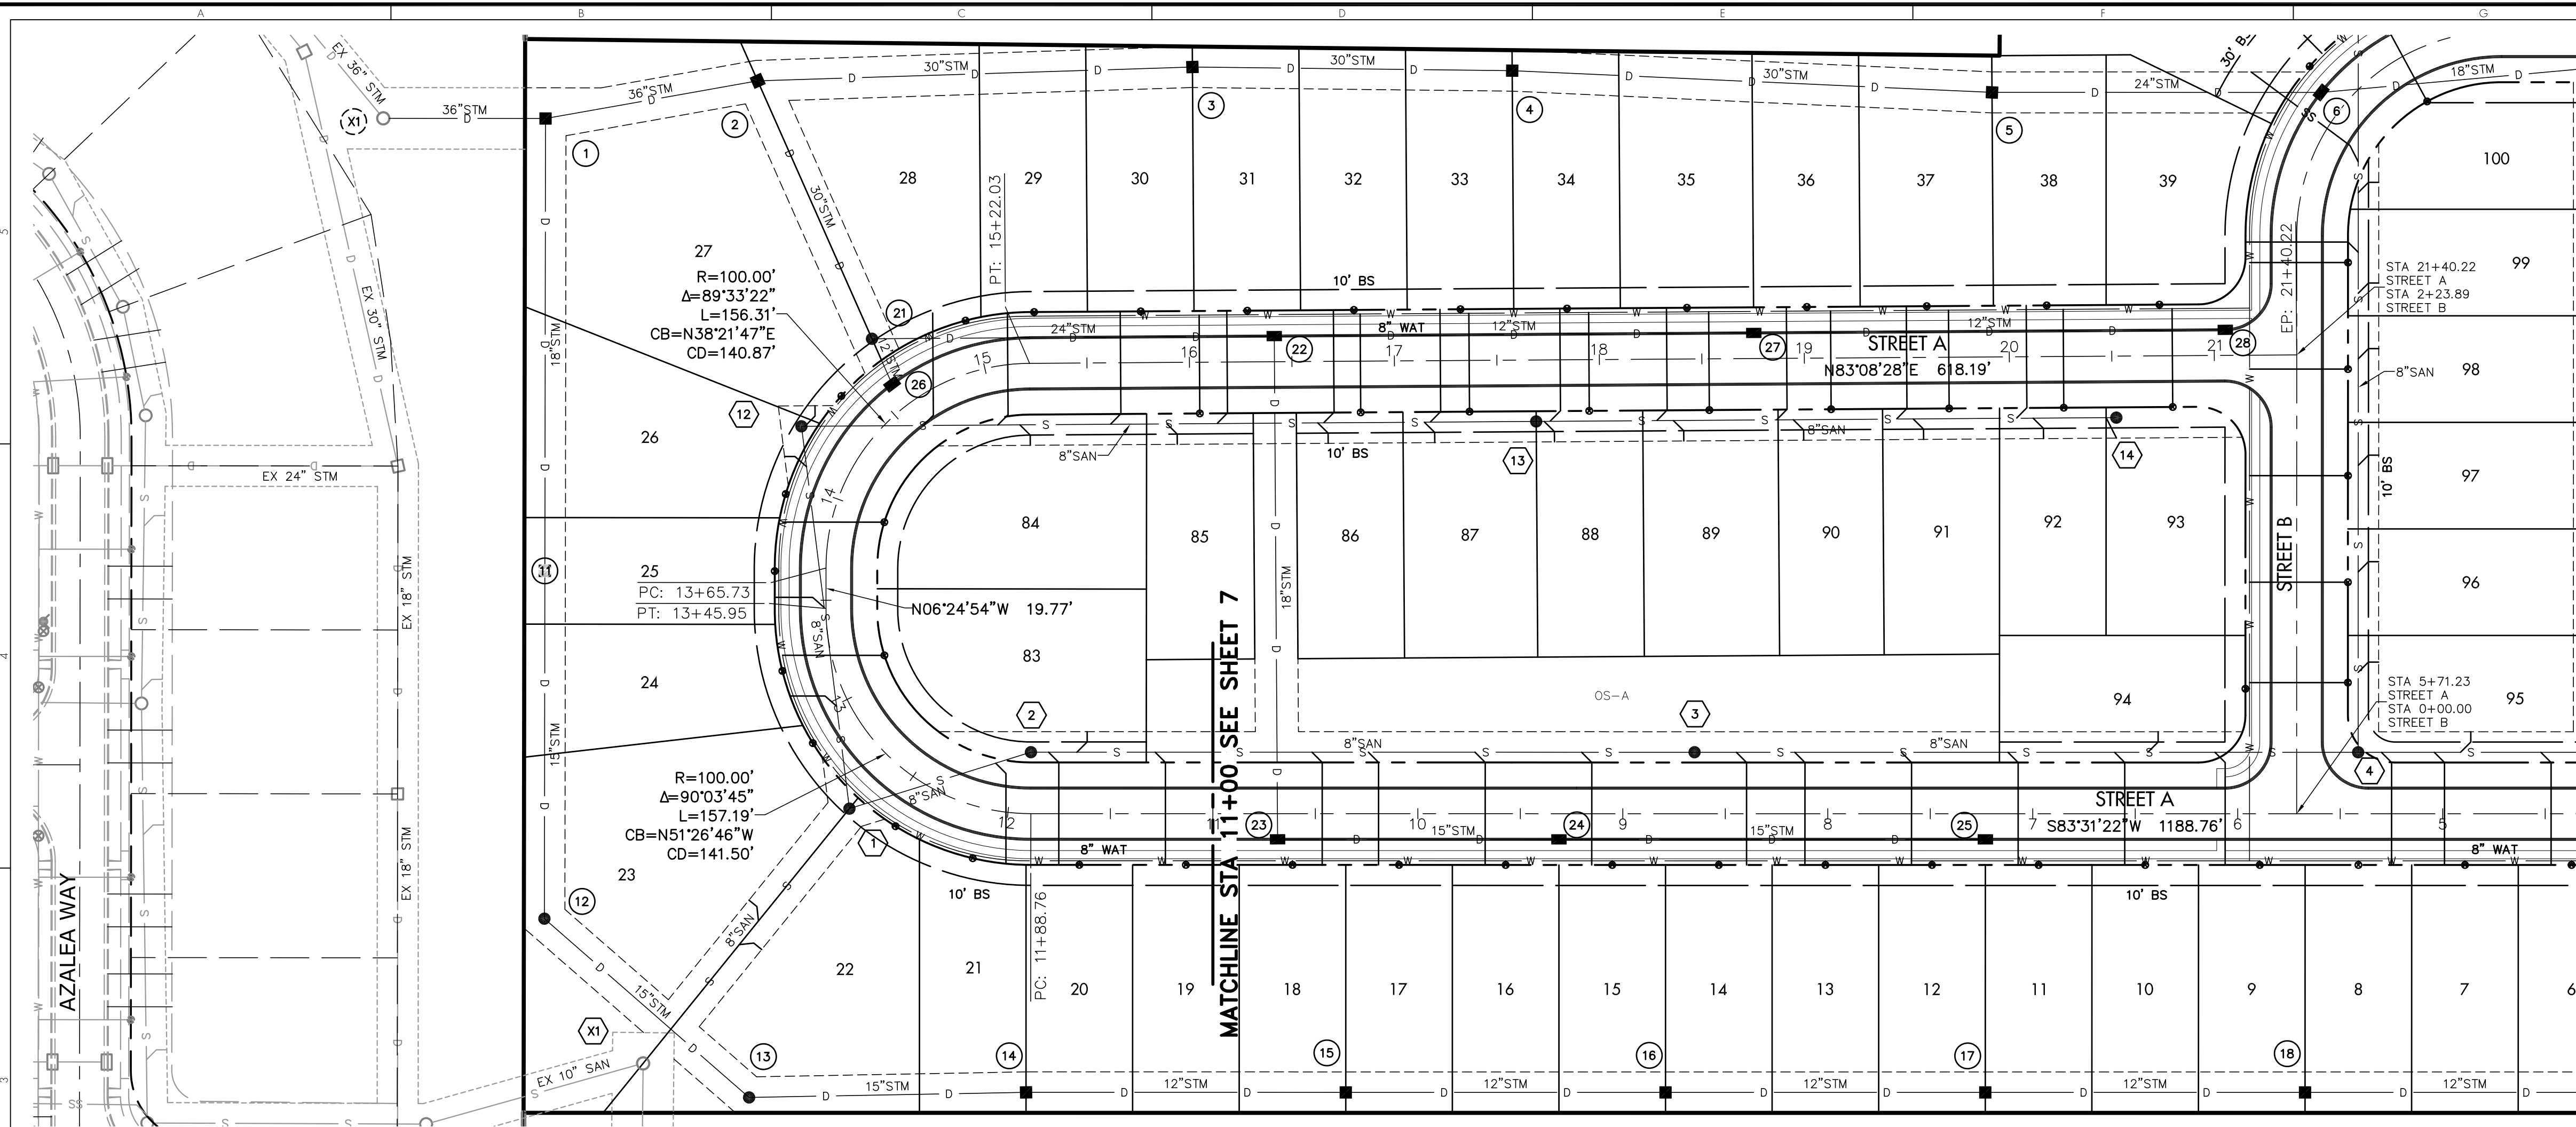 A
B
C
D
E
F
G
5
4
3
EX 36" STM
X1
36"STM
D
1
36"STM
D
2
30"STM
D
D
D
3
30"STM
D
D
4
30"STM
D
D
D
5
24"STM
D
D
6
18"STM
D
D
30' BS
SS
28
29
30
31
32
33
34
35
36
37
38
39
100
99
98
97
96
95
27
R=100.00'
Δ=89°33'22"
L=156.31'
CB=N38°21'47"E
CD=140.87'
30"STM
PT: 15+22.03
10' BS
21
12"STM
26
12
24"STM
8" WAT
12"STM
12"STM
22
27
28
15
16
17
18
19
20
21
STREET A
N83°08'28"E 618.19'
EP: 21+40.22
STA 21+40.22
STREET A
STA 2+23.89
STREET B
8"SAN
8"SAN
8"SAN
10' BS
13
14
18"STM
EX 30" STM
EX 24" STM
EX 18" STM
EX 18" STM
26
14
84
85
86
87
88
89
90
91
92
93
10' BS
STREET B
11
25
PC: 13+65.73
PT: 13+45.95
N06°24'54"W 19.77'
8"SAN
18"STM
83
OS-A
94
24
13
2
3
4
STA 5+71.23
STREET A
STA 0+00.00
STREET B
15"STM
8"SAN
8"SAN
8"SAN
R=100.00'
Δ=90°03'45"
L=157.19'
CB=N51°26'46"W
CD=141.50'
23
12
1
12
11
10
9
8
7
6
5
STREET A
S83°31'22"W 1188.76'
23
24
25
15"STM
15"STM
8" WAT
8" WAT
10' BS
10' BS
PC: 11+88.76
MATCHLINE STA 11+00 SEE SHEET 7
AZALEA WAY
8"SAN
22
21
20
19
18
17
16
15
14
13
12
11
10
9
8
7
6
15"STM
X1
EX 10" SAN
13
14
15
16
17
18
15"STM
12"STM
12"STM
12"STM
12"STM
12"STM